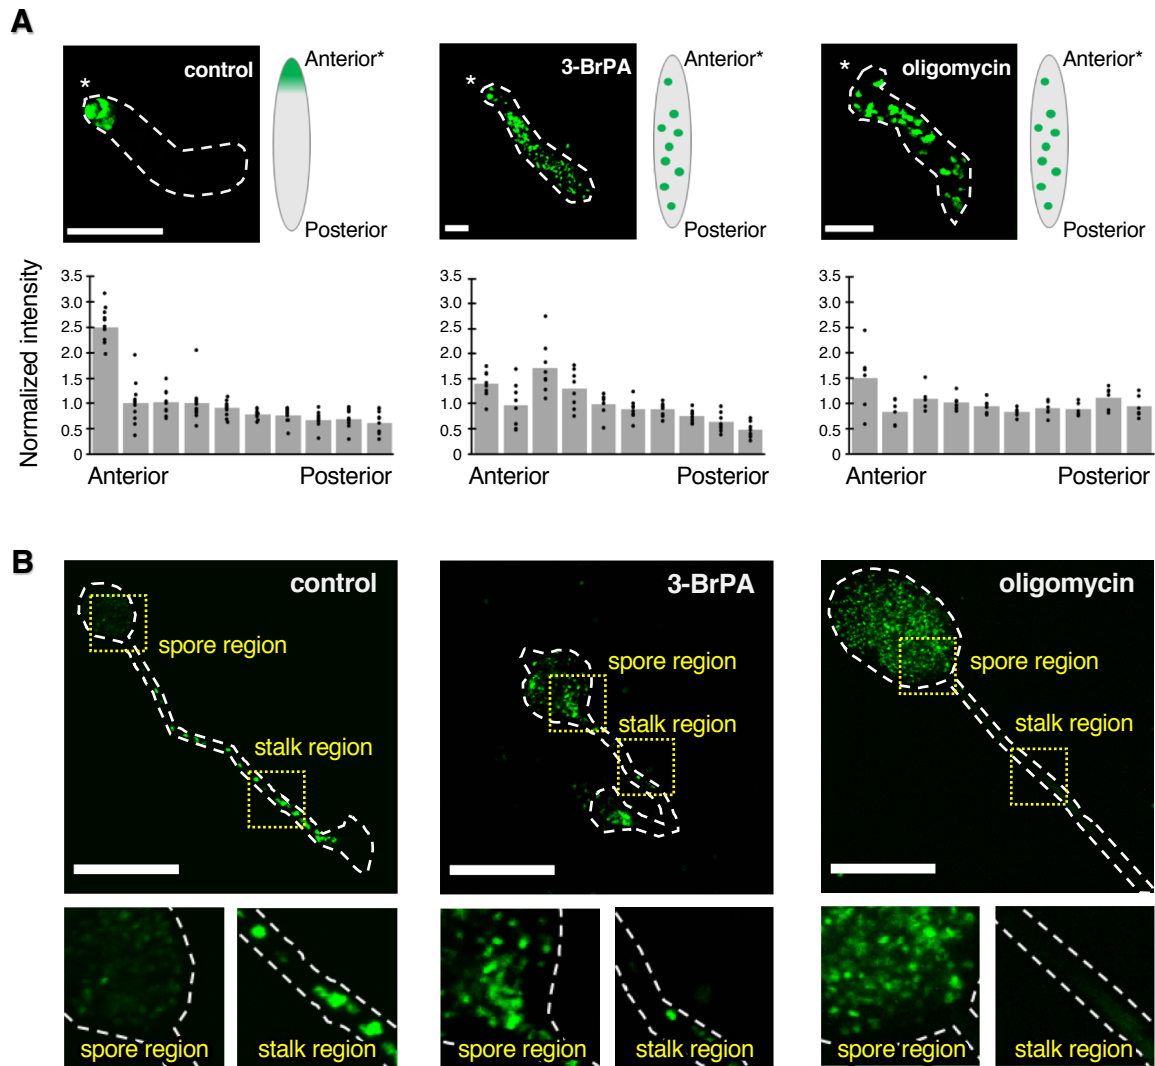 A
control
*
Anterior*
Posterior
3-BrPA
*
Anterior*
Posterior
oligomycin
*
Anterior*
Posterior
Normalized intensity
3.5
3.0
2.5
2.0
1.5
1.0
0.5
0
Anterior Posterior
3.5
3.0
2.5
2.0
1.5
1.0
0.5
0
Anterior Posterior
3.5
3.0
2.5
2.0
1.5
1.0
0.5
0
Anterior Posterior
B
control
spore region
stalk region
3-BrPA
spore region
stalk region
oligomycin
spore region
stalk region
spore region
stalk region
spore region
stalk region
spore region
stalk region